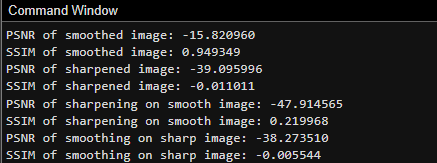 Command Window
PSNR of smoothed image: -15.820960
SSIM of smoothed image: 0.949349
PSNR of sharpened image: -39.095996
SSIM of sharpened image: -0.011011
PSNR of sharpening on smooth image: -47.914565
SSIM of sharpening on smooth image: 0.219968
PSNR of smoothing on sharp image: -38.273510
SSIM of smoothing on sharp image: -0.005544